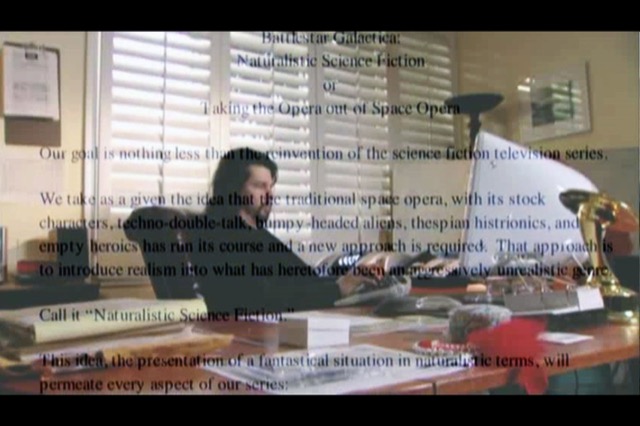 Battlestar Galactica:
Naturalistic Science Fiction
or
Taking the Opera out of Space Opera
Our goal is nothing less than the reinvention of the science fiction television series.
We take as a given the idea that the traditional space opera, with its stock
characters, techno-double-talk, bumpy-headed aliens, thespian histrionics, and
empty heroics has run its course and a new approach is required. That approach is
to introduce realism into what has heretofore been an aggressively unrealistic genre.
Call it “Naturalistic Science Fiction.”
This idea, the presentation of a fantastical situation in naturalistic terms, will
permeate every aspect of our series: